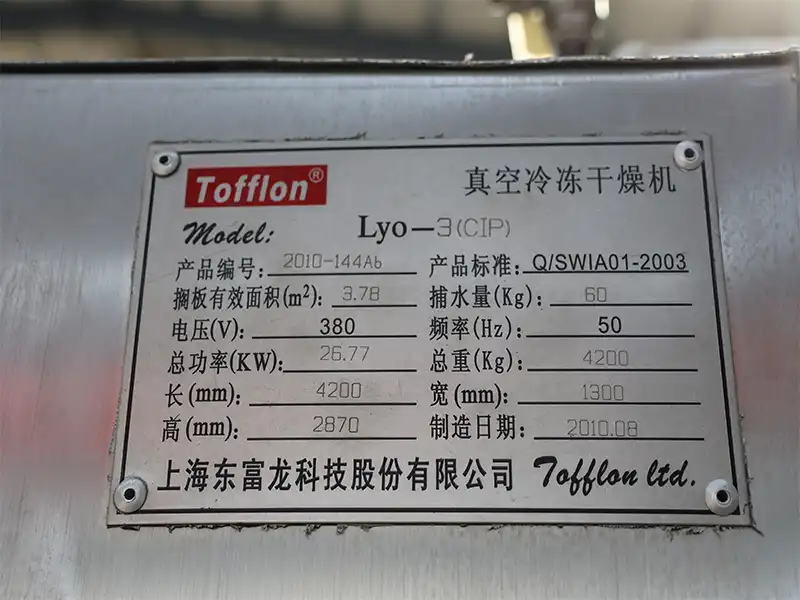 Tofflon® 真空冷冻干燥机
Model: Lyo-3(CIP)
产品编号: 2010-144A6 产品标准: Q/SWIA01-2003
搁板有效面积(m²): 3.78 捕水量(Kg): 60
电压(V): 380 频率(Hz): 50
总功率(KW): 26.77 总重(Kg): 4200
长(mm): 4200 宽(mm): 1300
高(mm): 2870 制造日期: 2010.08
上海东富龙科技股份有限公司 Tofflon ltd.